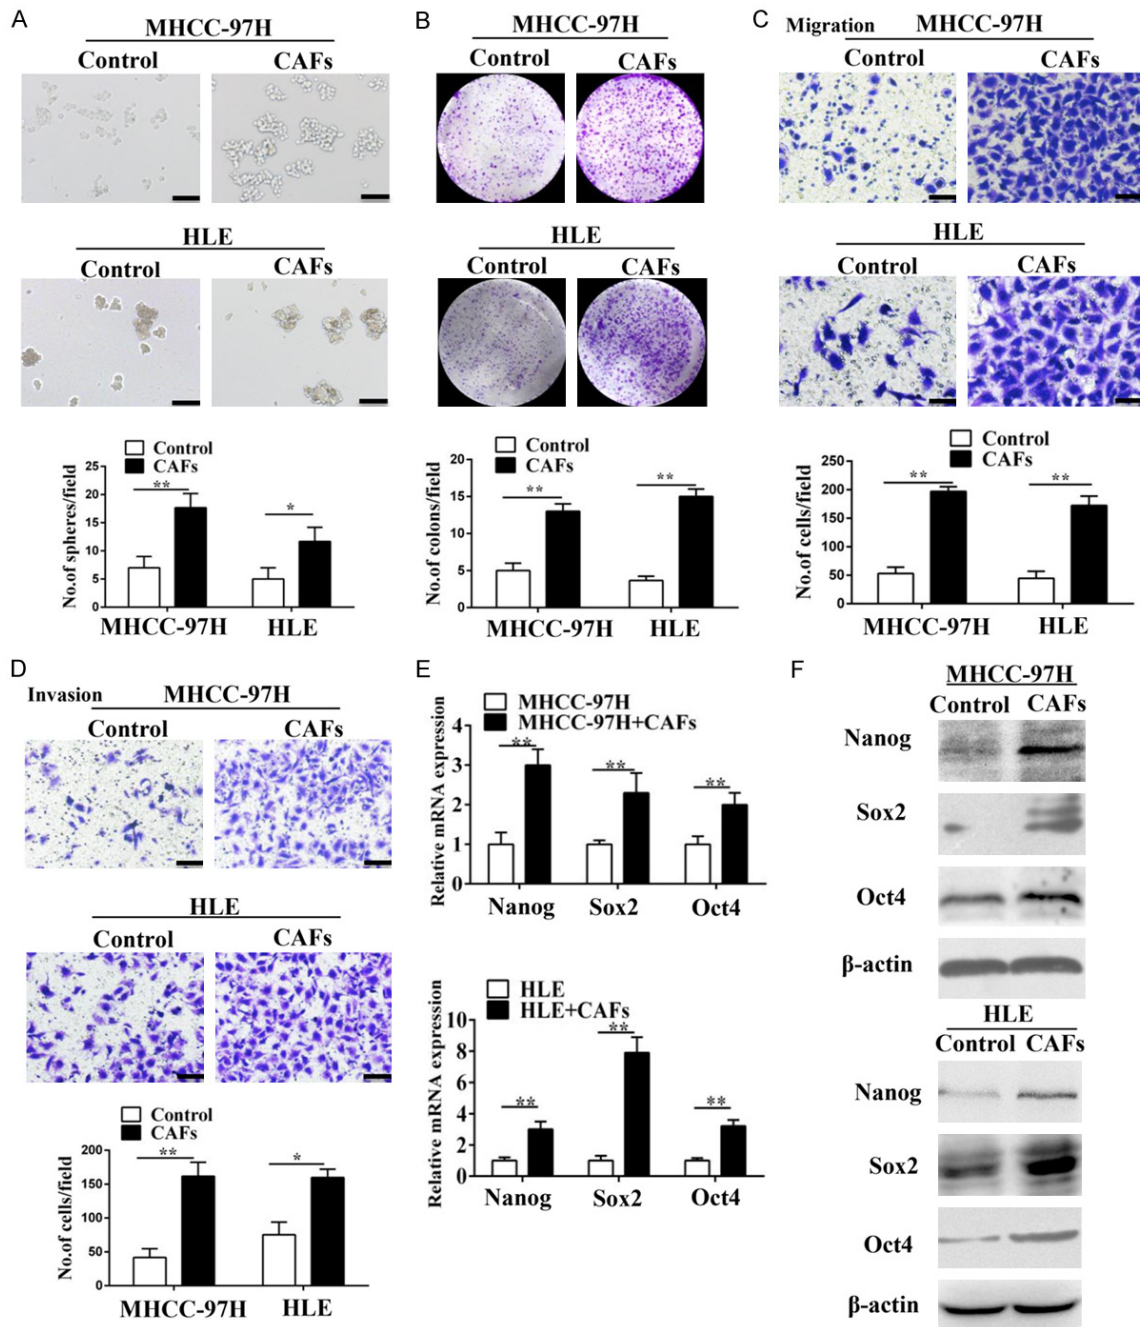 A
MHCC-97H
Control CAFs
HLE
Control CAFs
Control
CAFs
No.of spheres/field
25
20
15
10
5
0
**
*
MHCC-97H HLE
B
MHCC-97H
Control CAFs
HLE
Control CAFs
Control
CAFs
No.of colons/field
20
15
10
5
0
**
**
MHCC-97H HLE
C
Migration MHCC-97H
Control CAFs
HLE
Control CAFs
Control
CAFs
No.of cells/field
250
200
150
100
50
0
**
**
MHCC-97H HLE
D
Invasion MHCC-97H
Control CAFs
HLE
Control CAFs
Control
CAFs
No.of cells/field
200
150
100
50
0
**
*
MHCC-97H HLE
E
MHCC-97H
MHCC-97H+CAFs
Relative mRNA expression
4
3
2
1
0
**
**
**
Nanog Sox2 Oct4
HLE
HLE+CAFs
Relative mRNA expression
10
8
6
4
2
0
**
**
**
Nanog Sox2 Oct4
F
MHCC-97H
Control CAFs
Nanog
Sox2
Oct4
β-actin
HLE
Control CAFs
Nanog
Sox2
Oct4
β-actin